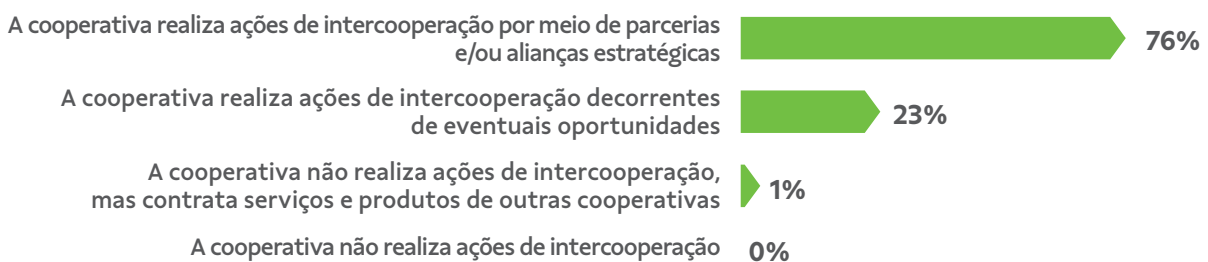 A cooperativa realiza ações de intercooperação por meio de parcerias
e/ou alianças estratégicas
76%
A cooperativa realiza ações de intercooperação decorrentes
de eventuais oportunidades
23%
A cooperativa não realiza ações de intercooperação,
mas contrata serviços e produtos de outras cooperativas
1%
A cooperativa não realiza ações de intercooperação
0%